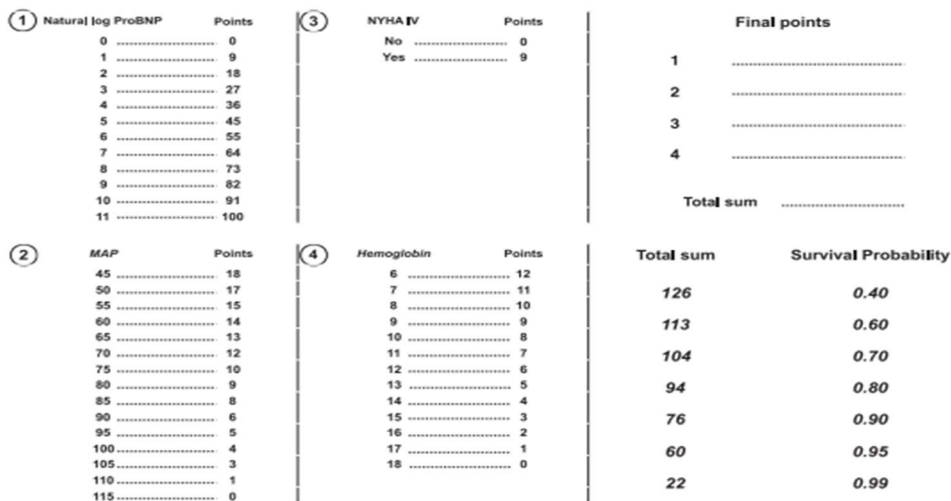 1 Natural log ProBNP Points
0 ........................ 0
1 ........................ 9
2 ........................ 18
3 ........................ 27
4 ........................ 36
5 ........................ 45
6 ........................ 55
7 ........................ 64
8 ........................ 73
9 ........................ 82
10 ........................ 91
11 ........................ 100
2 MAP Points
45 ........................ 18
50 ........................ 17
55 ........................ 15
60 ........................ 14
65 ........................ 13
70 ........................ 12
75 ........................ 10
80 ........................ 9
85 ........................ 8
90 ........................ 6
95 ........................ 5
100 ........................ 4
105 ........................ 3
110 ........................ 1
115 ........................ 0
3 NYHA IV Points
No ........................ 0
Yes ........................ 9
4 Hemoglobin Points
6 ........................ 12
7 ........................ 11
8 ........................ 10
9 ........................ 9
10 ........................ 8
11 ........................ 7
12 ........................ 6
13 ........................ 5
14 ........................ 4
15 ........................ 3
16 ........................ 2
17 ........................ 1
18 ........................ 0
Final points
1 ........................
2 ........................
3 ........................
4 ........................
Total sum ........................
Total sum Survival Probability
126 0.40
113 0.60
104 0.70
94 0.80
76 0.90
60 0.95
22 0.99